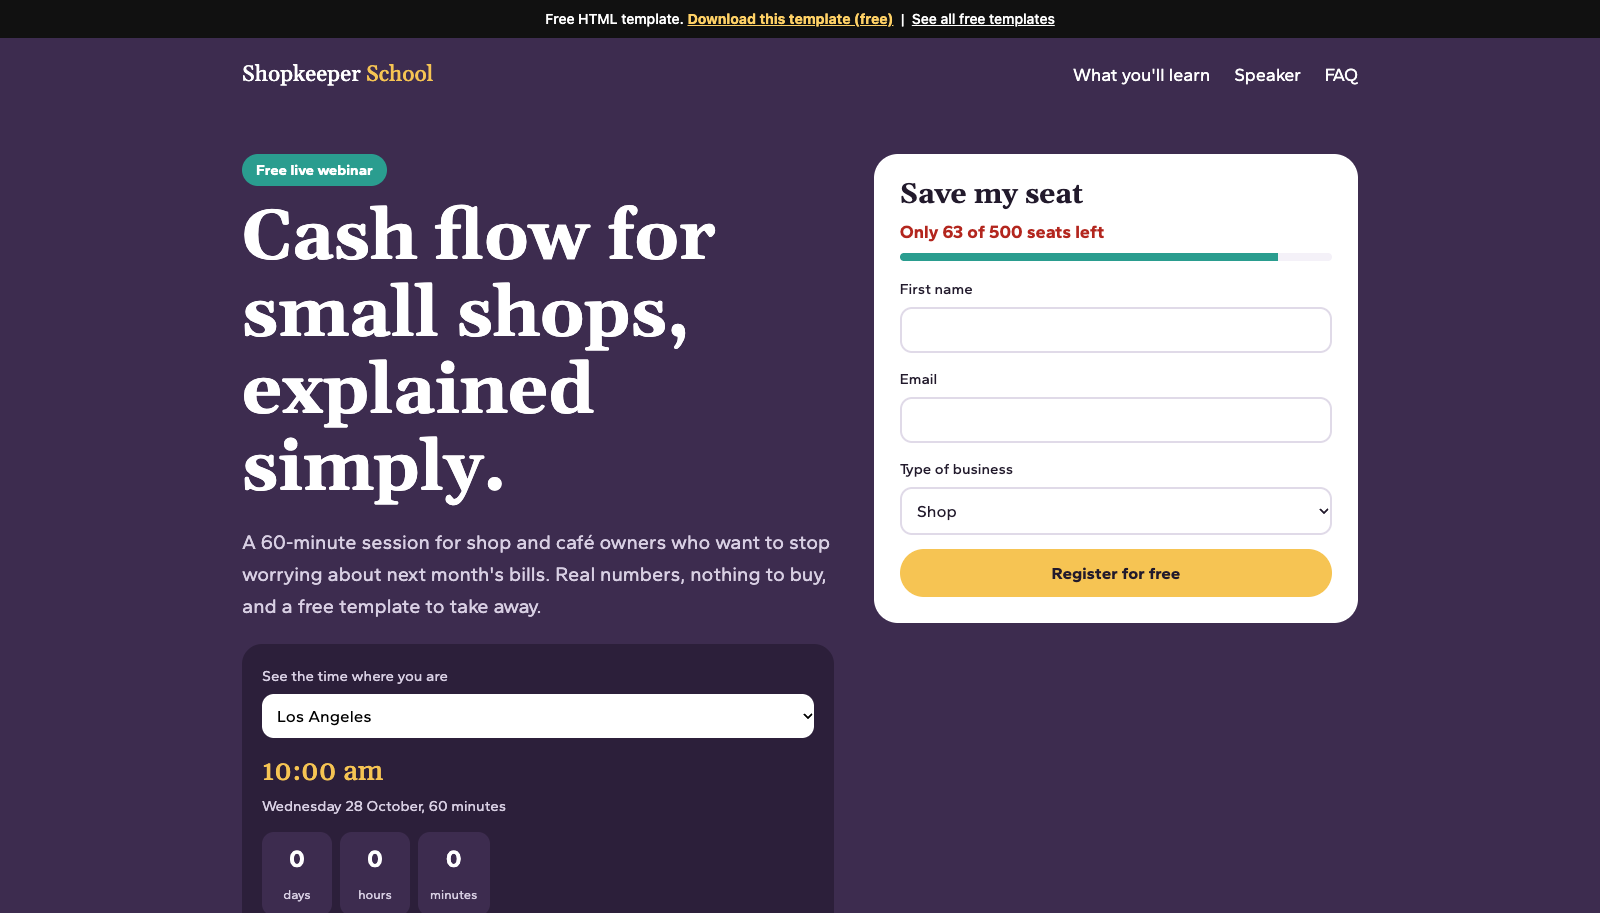 Free HTML template. Download this template (free) | See all free templates
Shopkeeper School
What you'll learn
Speaker
FAQ
Free live webinar
Cash flow for
small shops,
explained
simply.
A 60-minute session for shop and café owners who want to stop
worrying about next month's bills. Real numbers, nothing to buy,
and a free template to take away.
See the time where you are
Los Angeles
10:00 am
Wednesday 28 October, 60 minutes
0
days
0
hours
0
minutes
Save my seat
Only 63 of 500 seats left
First name
Email
Type of business
Shop
Register for free